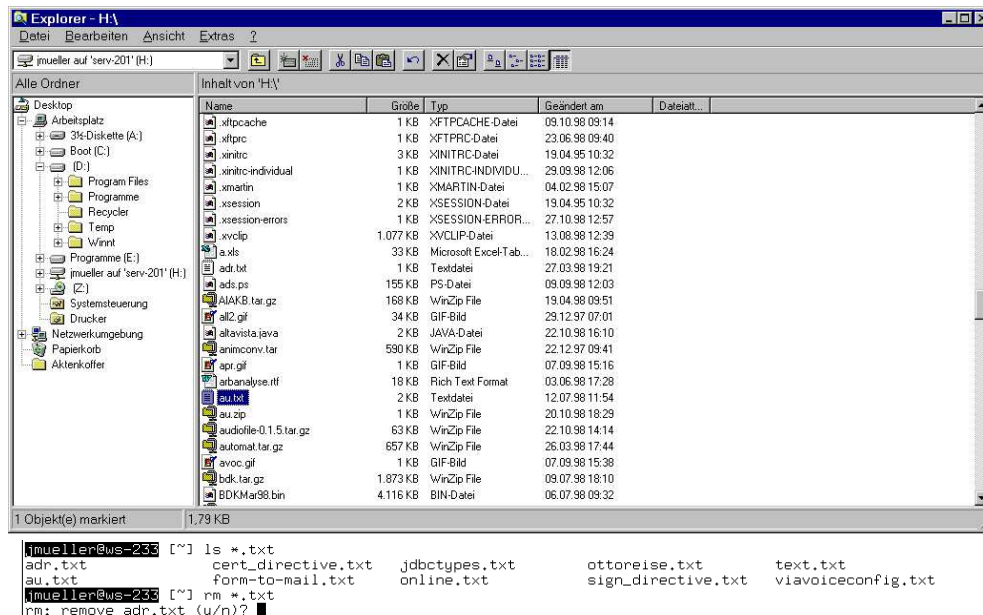 Explorer - H:\
Datei Bearbeiten Ansicht Extras ?
jmueller auf 'serv-201' (H:)
Alle Ordner
Inhalt von 'H:\'
Desktop
Arbeitsplatz
3½-Diskette (A:)
Boot (C:)
(D:)
Program Files
Programme
Recycler
Temp
Winnt
Programme (E:)
jmueller auf 'serv-201' (H:)
(Z:)
Systemsteuerung
Drucker
Netzwerkumgebung
Papierkorb
Aktenkoffer
Name Größe Typ Geändert am Dateiatt...
.xftpcache 1 KB XFTPCACHE-Datei 09.10.98 09:14
.xftprc 1 KB XFTPRC-Datei 23.06.98 09:40
.xinitrc 3 KB XINITRC-Datei 19.04.95 10:32
.xinitrc-individual 1 KB XINITRC-INDIVIDU... 29.09.98 12:06
.xmartin 1 KB XMARTIN-Datei 04.02.98 15:07
.xsession 2 KB XSESSION-Datei 19.04.95 10:32
.xsession-errors 1 KB XSESSION-ERROR... 27.10.98 12:57
.xvclip 1.077 KB XVCLIP-Datei 13.08.98 12:39
a.xls 33 KB Microsoft Excel-Tab... 18.02.98 16:24
adr.txt 1 KB Textdatei 27.03.98 19:21
ads.ps 155 KB PS-Datei 09.09.98 12:03
AIAKB.tar.gz 168 KB WinZip File 19.04.98 09:51
all2.gif 34 KB GIF-Bild 29.12.97 07:01
altavista.java 2 KB JAVA-Datei 22.10.98 16:10
animconv.tar 590 KB WinZip File 22.12.97 09:41
apr.gif 1 KB GIF-Bild 07.09.98 15:16
arbanalyse.rtf 18 KB Rich Text Format 03.06.98 17:28
au.txt 2 KB Textdatei 12.07.98 11:54
au.zip 1 KB WinZip File 20.10.98 18:29
audiofile-0.1.5.tar.gz 63 KB WinZip File 22.10.98 14:14
automat.tar.gz 657 KB WinZip File 26.03.98 17:44
avoc.gif 1 KB GIF-Bild 07.09.98 15:38
bdk.tar.gz 1.873 KB WinZip File 09.07.98 18:10
BDKMar98.bin 4.116 KB BIN-Datei 06.07.98 09:32
1 Objekt(e) markiert 1,79 KB
jmueller@ws-233 [~] ls *.txt
adr.txt cert_directive.txt jdbctypes.txt ottoreise.txt text.txt
au.txt form-to-mail.txt online.txt sign_directive.txt viavoiceconfig.txt
jmueller@ws-233 [~] rm *.txt
rm: remove adr.txt (y/n)?